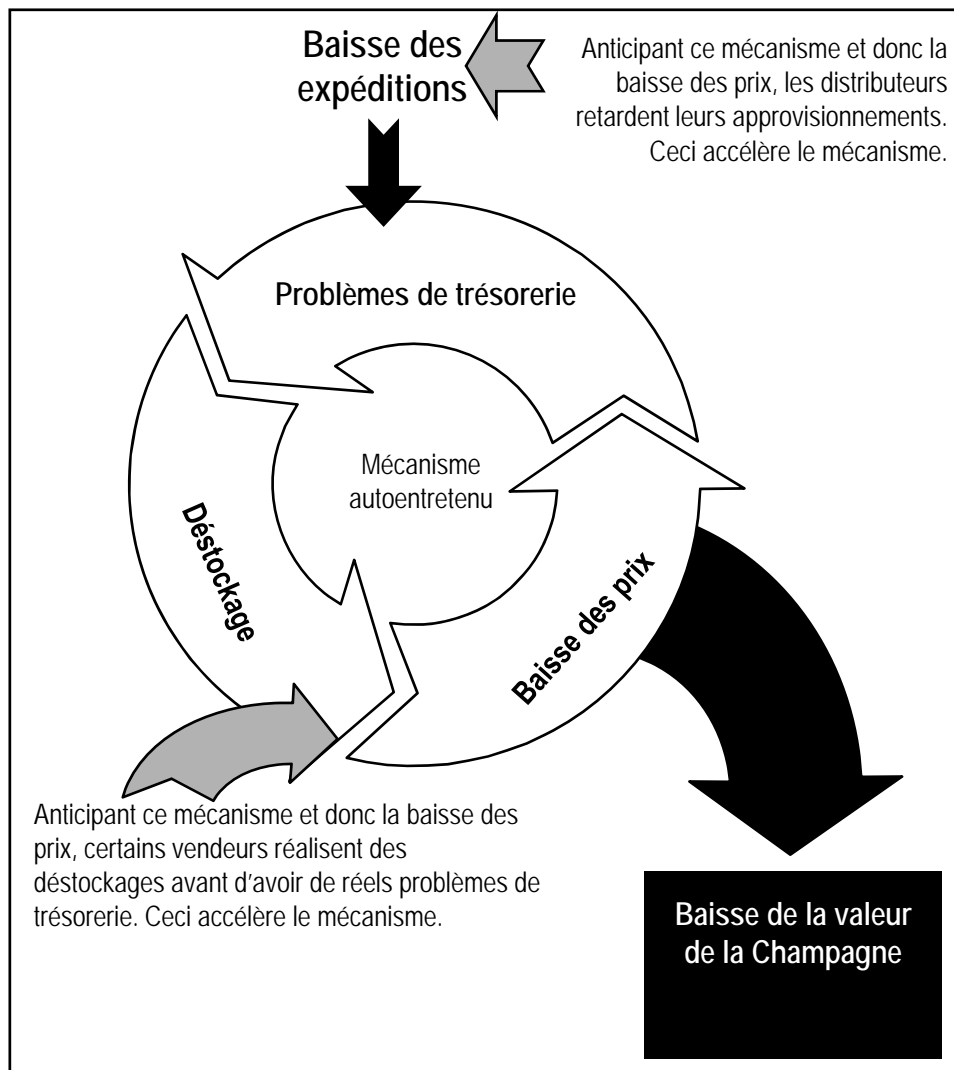 Baisse des
expéditions
Anticipant ce mécanisme et donc la
baisse des prix, les distributeurs
retardent leurs approvisionnements.
Ceci accélère le mécanisme.
Problèmes de trésorerie
Mécanisme
autoentretenu
Déstockage
Baisse des prix
Anticipant ce mécanisme et donc la baisse des
prix, certains vendeurs réalisent des
déstockages avant d'avoir de réels problèmes de
trésorerie. Ceci accélère le mécanisme.
Baisse de la valeur
de la Champagne